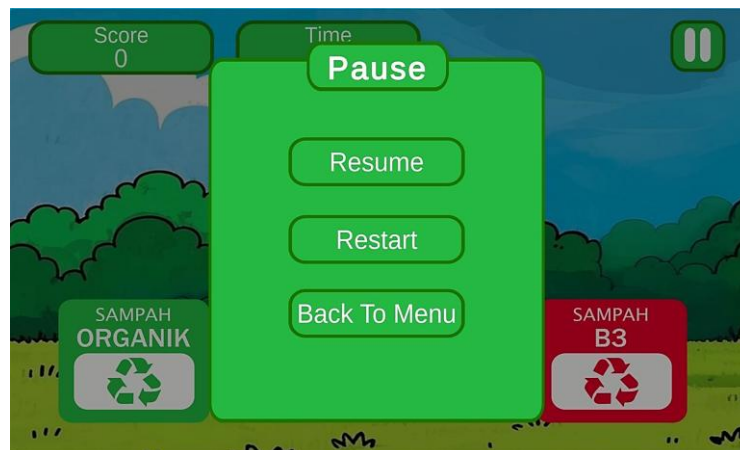 Score
0
Time
Pause
Resume
Restart
Back To Menu
SAMPAH
ORGANIK
SAMPAH
B3